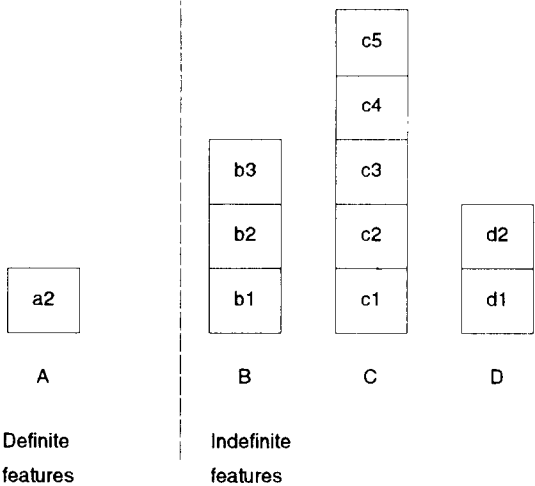 c5
c4
b3 c3
b2 c2 d2
a2 b1 c1 d1
A B C D
Definite Indefinite
features features